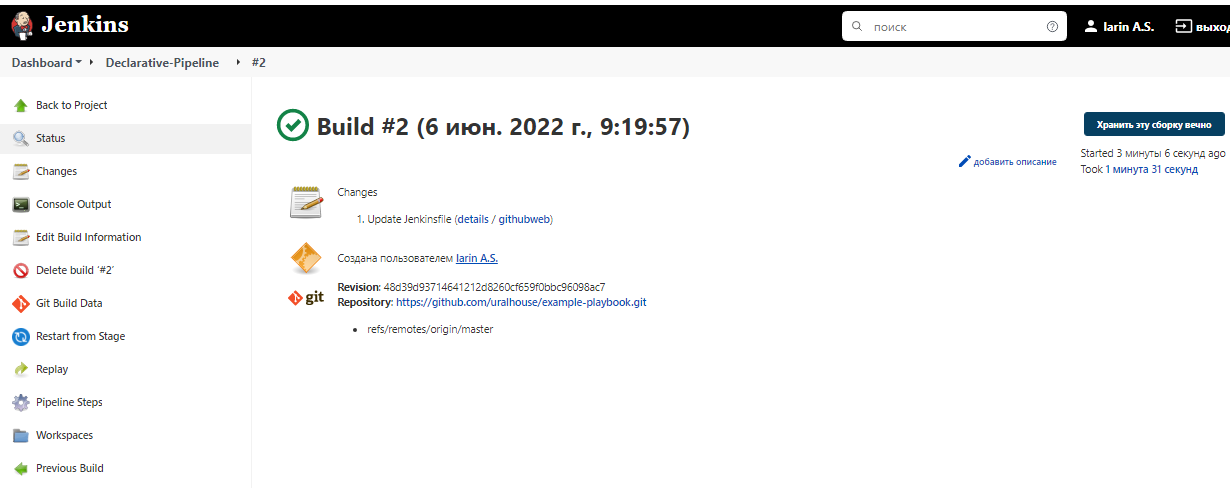 Jenkins
поиск
larin A.S.
выход
Dashboard
Declarative-Pipeline
#2
Back to Project
Status
Changes
Console Output
Edit Build Information
Delete build '#2'
Git Build Data
Restart from Stage
Replay
Pipeline Steps
Workspaces
Previous Build
Build #2 (6 июн. 2022 г., 9:19:57)
Хранить эту сборку вечно
добавить описание
Started 3 минуты 6 секунд ago
Took 1 минута 31 секунд
Changes
1. Update Jenkinsfile (details / githubweb)
Создана пользователем larin A.S.
git
Revision: 48d39d93714641212d8260cf659f0bbc96098ac7
Repository: https://github.com/uralhouse/example-playbook.git
• refs/remotes/origin/master